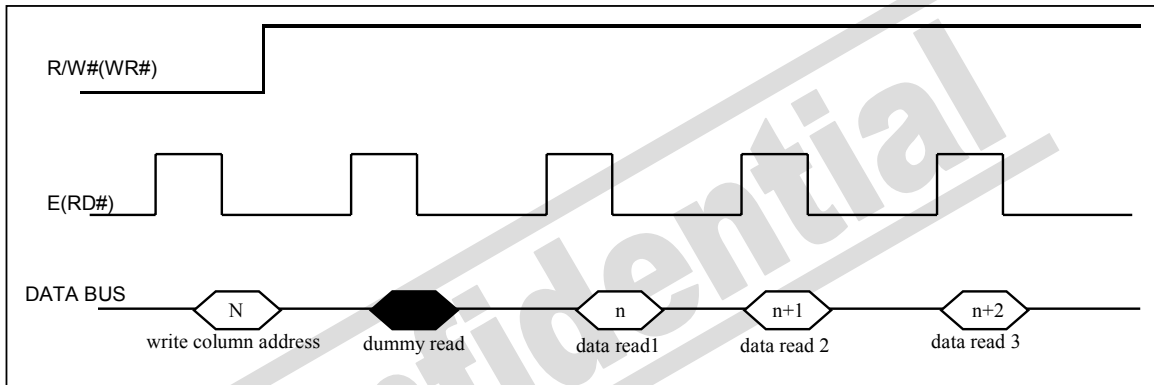 R/W#(WR#)
E(RD#)
DATA BUS
N
n
n+1
n+2
write column address
dummy read
data read1
data read 2
data read 3